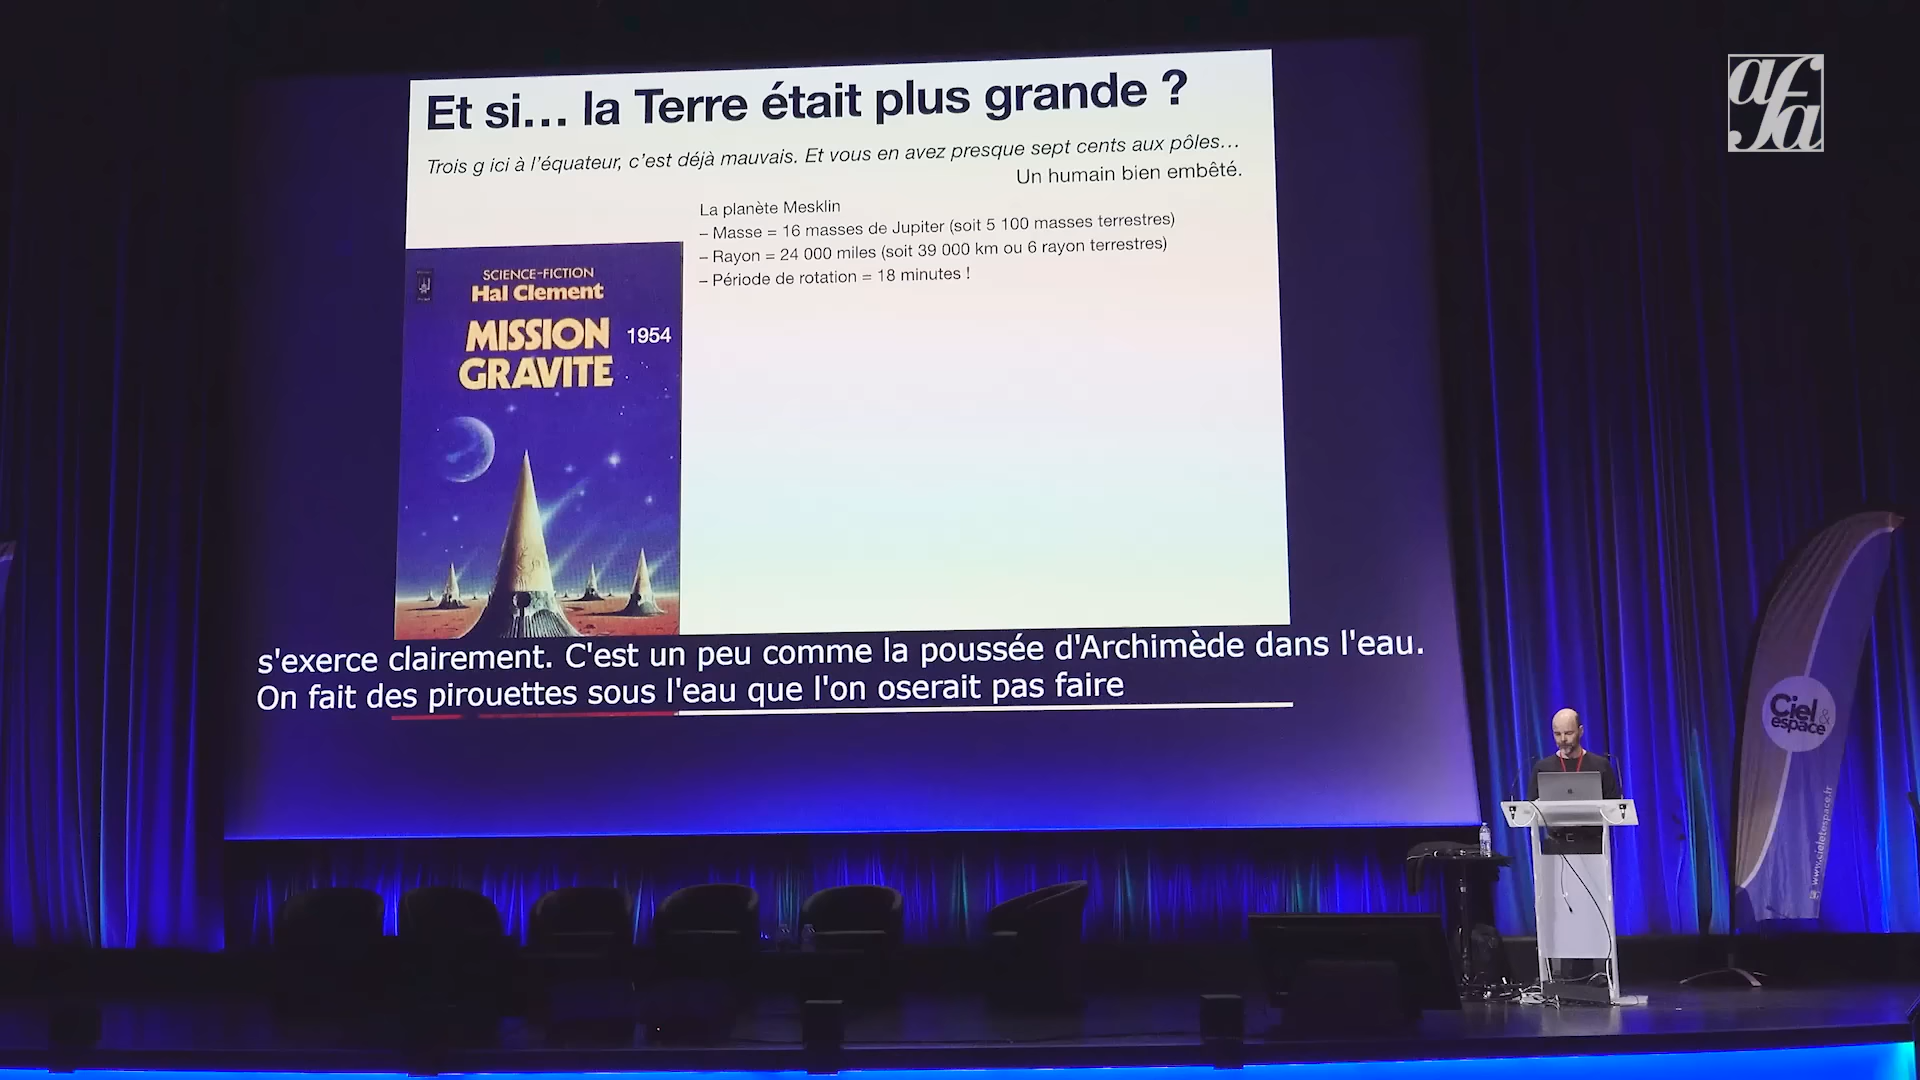 afa
Et si... la Terre était plus grande ?
Trois g ici à l'équateur, c'est déjà mauvais. Et vous en avez presque sept cents aux pôles...
Un humain bien embêté.
La planète Mesklin
– Masse = 16 masses de Jupiter (soit 5 100 masses terrestres)
– Rayon = 24 000 miles (soit 39 000 km ou 6 rayon terrestres)
– Période de rotation = 18 minutes !
SCIENCE-FICTION
Hal Clement
MISSION
GRAVITE
1954
s'exerce clairement. C'est un peu comme la poussée d'Archimède dans l'eau.
On fait des pirouettes sous l'eau que l'on oserait pas faire
Ciel &
espace
www.cieletespace.fr